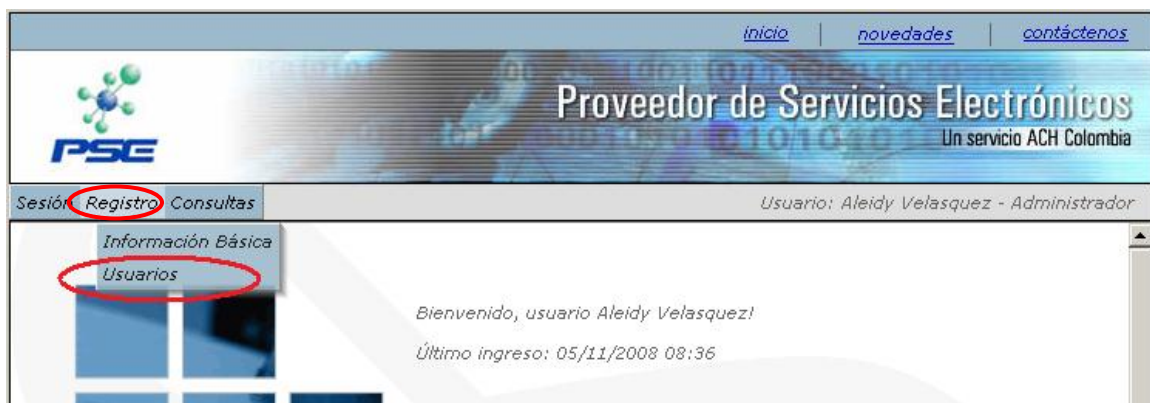 inicio | novedades | contáctenos
Proveedor de Servicios Electrónicos
Un servicio ACH Colombia
PSE
Sesión Registro Consultas Usuario: Aleidy Velasquez - Administrador
Información Básica
Usuarios
Bienvenido, usuario Aleidy Velasquez!
Último ingreso: 05/11/2008 08:36